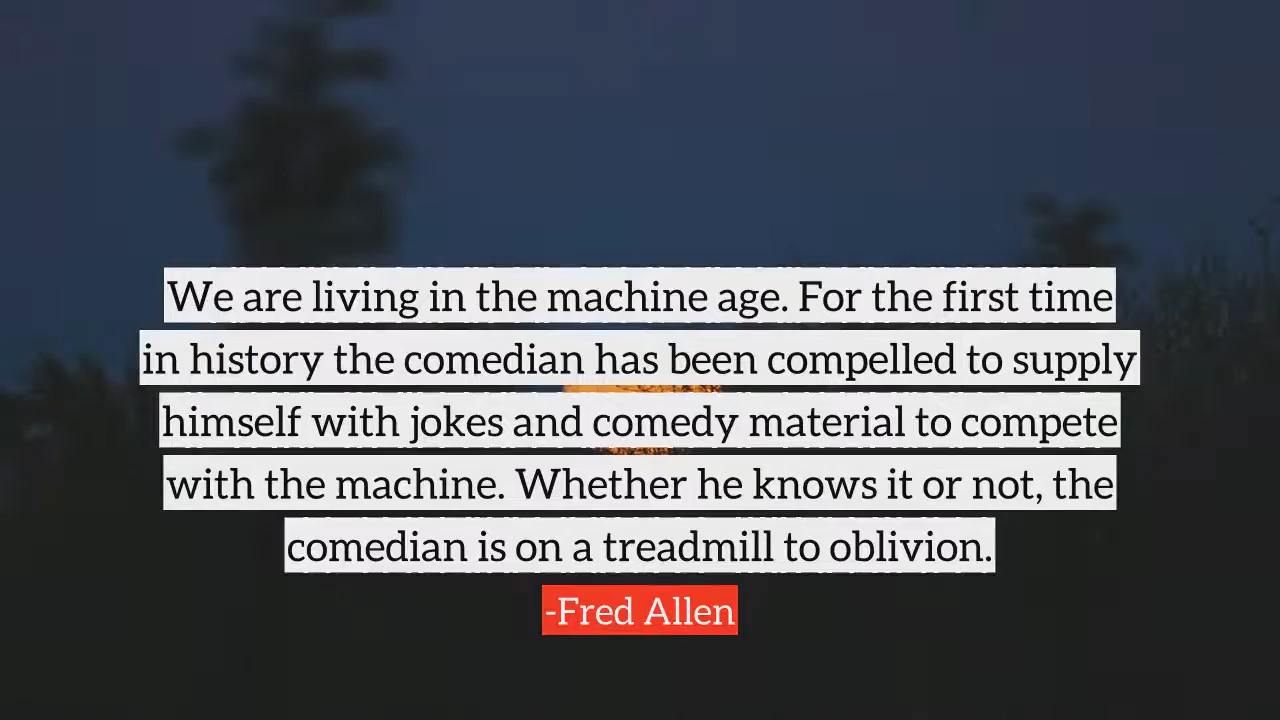 We are living in the machine age. For the first time
in history the comedian has been compelled to supply
himself with jokes and comedy material to compete
with the machine. Whether he knows it or not, the
comedian is on a treadmill to oblivion.
-Fred Allen